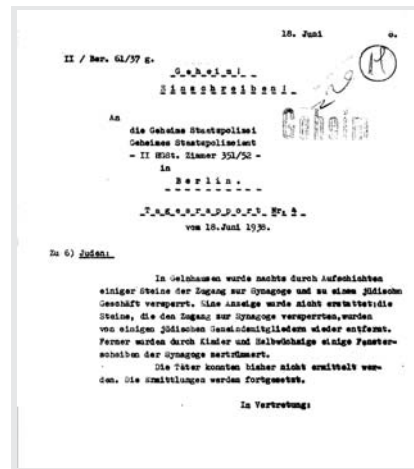 18. Juni 8.
II / Ber. 61/37 g.
Geheim!
Einschreiben!
Geheim
An
die Geheime Staatspolizei
Geheimes Staatspolizeiamt
- II Hüst. Zimmer 351/52 -
in
Berlin.
Tagesrapport Nr. 4
vom 18.Juni 1938.
Zu 6) Juden:
In Gelnhausen wurde nachts durch Aufschichten
einiger Steine der Zugang zur Synagoge und zu einem jüdischen
Geschäft versperrt. Eine Anzeige wurde nicht erstattet;die
Steine, die den Zugang zur Synagoge versperrten,wurden
von einigen jüdischen Gemeindemitgliedern wieder entfernt.
Ferner wurden durch Kinder und Halbwüchsige einige Fenster-
scheiben der Synagoge zertrümmert.
Die Täter konnten bisher nicht ermittelt wer-
den. Die Ermittlungen werden fortgesetzt.
In Vertretung: